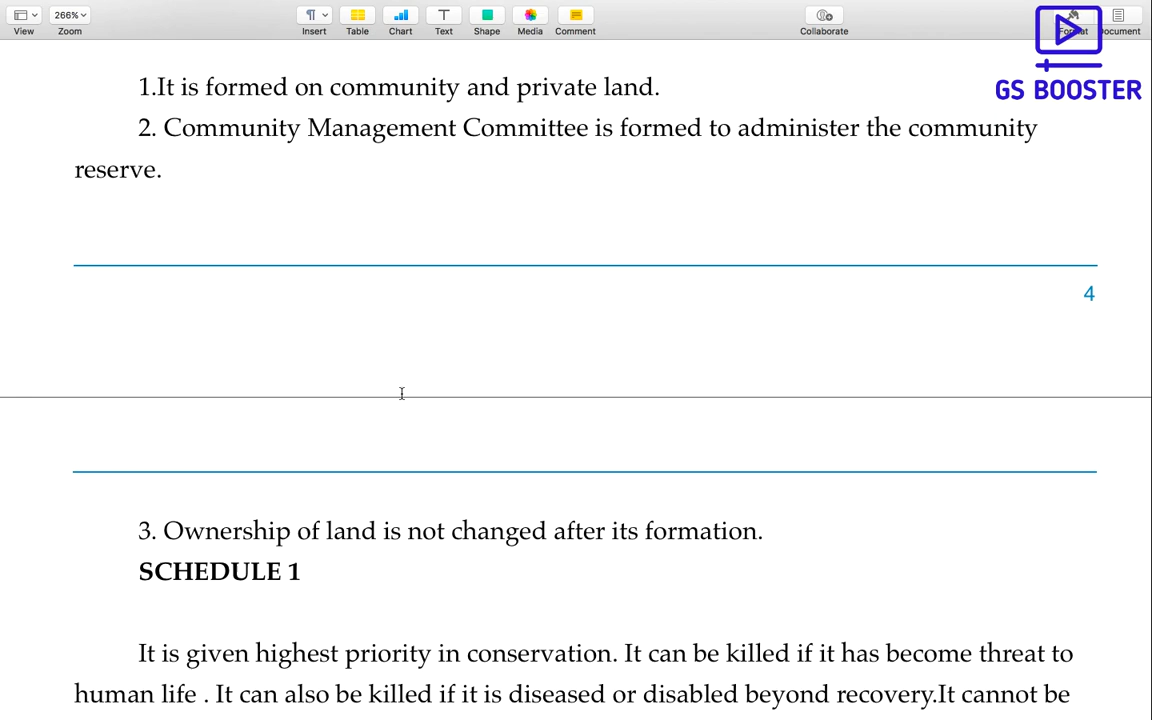 266%
View
Zoom
Insert
Table
Chart
Text
Shape
Media
Comment
Collaborate
Format
Document
GS BOOSTER
1.It is formed on community and private land.
2. Community Management Committee is formed to administer the community
reserve.
4
3. Ownership of land is not changed after its formation.
SCHEDULE 1
It is given highest priority in conservation. It can be killed if it has become threat to
human life . It can also be killed if it is diseased or disabled beyond recovery.It cannot be